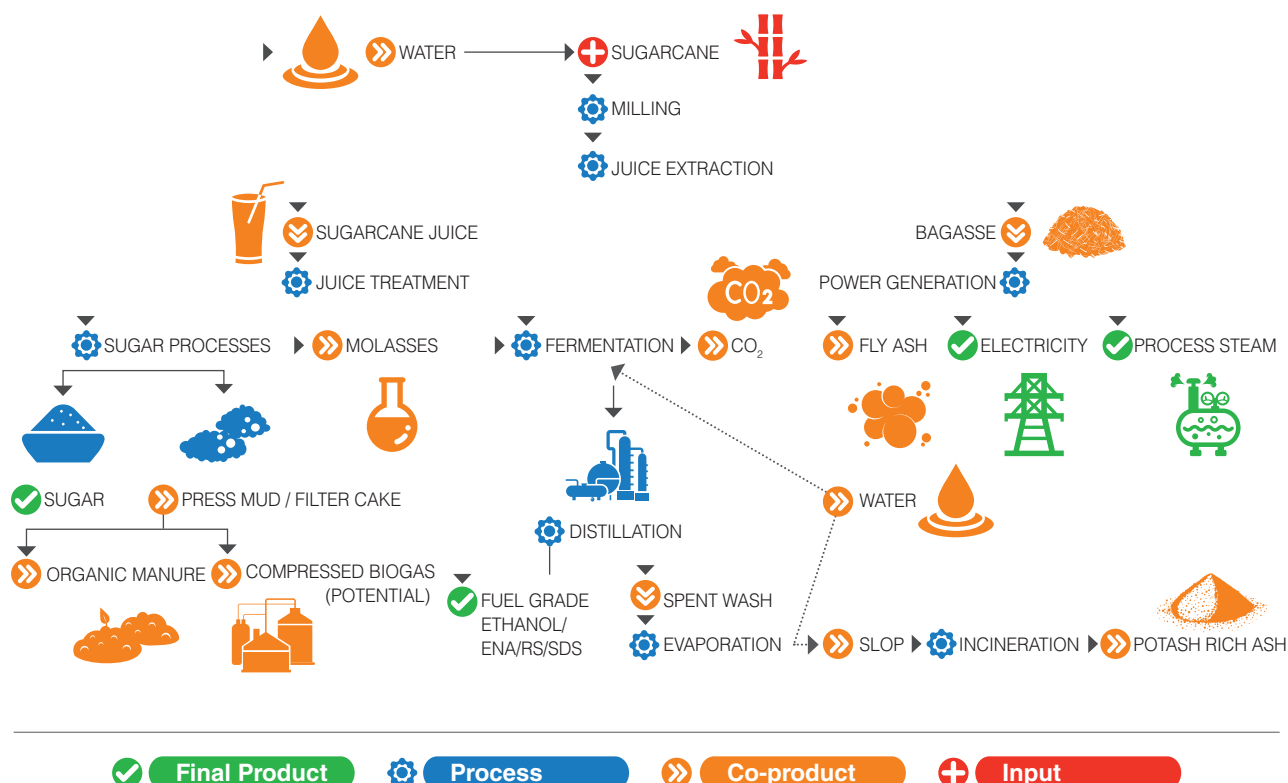 WATER
SUGARCANE
MILLING
JUICE EXTRACTION
SUGARCANE JUICE
BAGASSE
JUICE TREATMENT
POWER GENERATION
CO2
SUGAR PROCESSES
MOLASSES
FERMENTATION
CO₂
FLY ASH
ELECTRICITY
PROCESS STEAM
SUGAR
PRESS MUD / FILTER CAKE
WATER
DISTILLATION
ORGANIC MANURE
COMPRESSED BIOGAS
(POTENTIAL)
FUEL GRADE
ETHANOL/
ENA/RS/SDS
SPENT WASH
EVAPORATION
SLOP
INCINERATION
POTASH RICH ASH
Final Product
Process
Co-product
Input